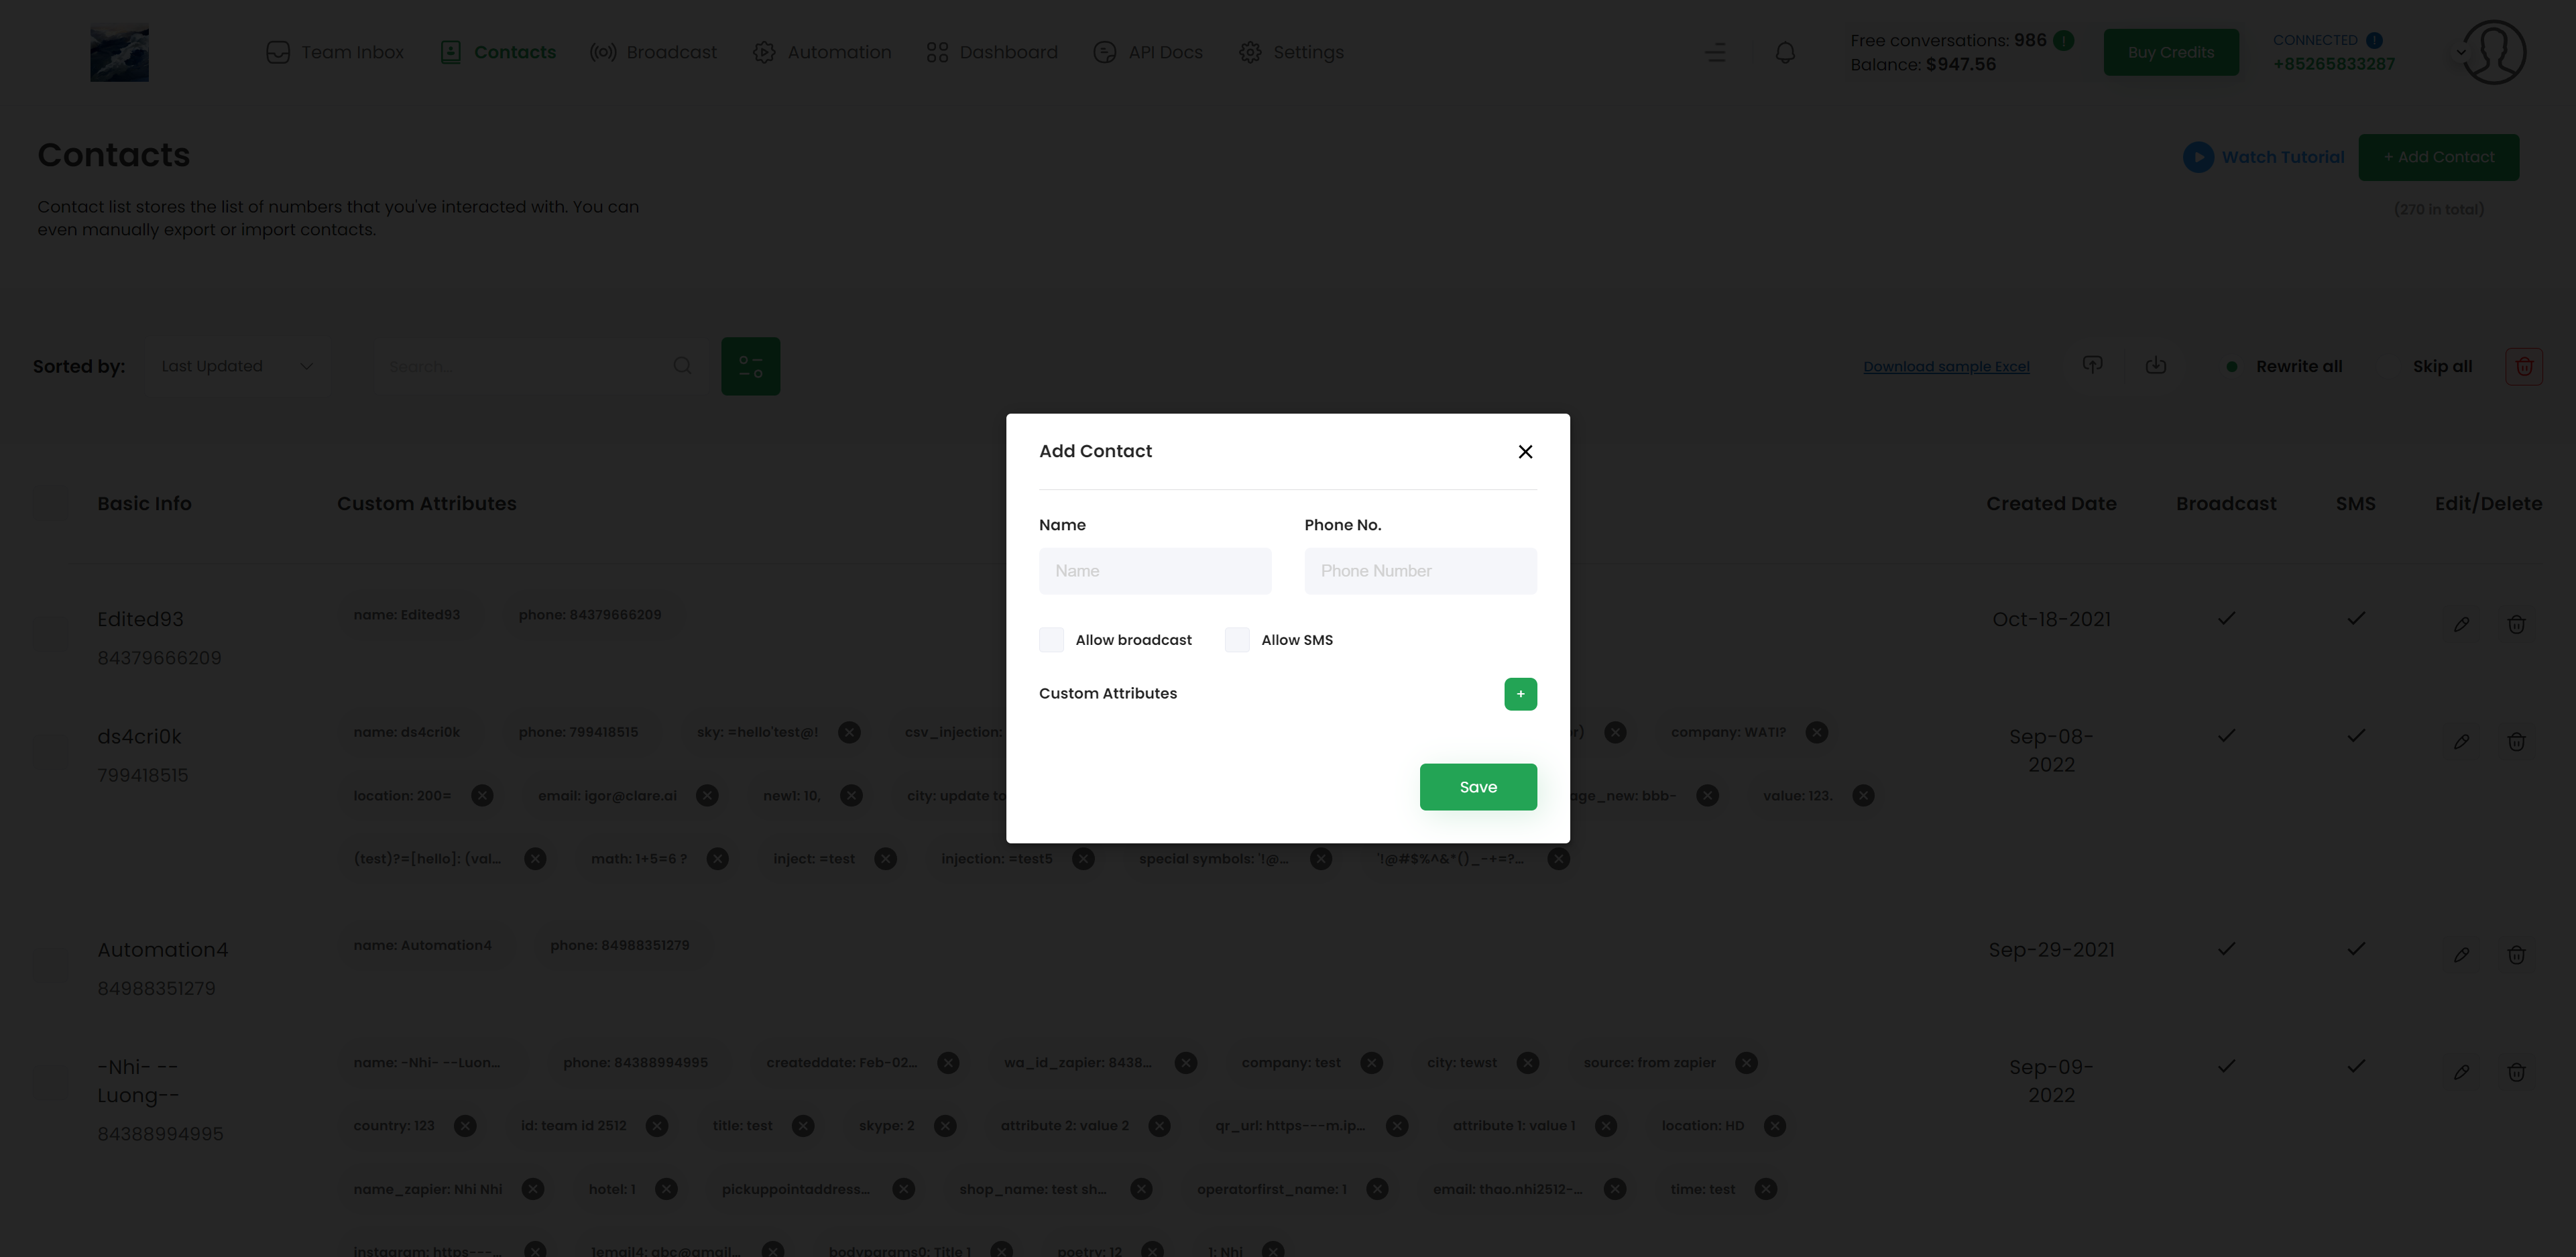 Team Inbox
Contacts
Broadcast
Automation
Dashboard
API Docs
Settings
Free conversations: 986
Balance: $947.56
Buy Credits
CONNECTED
+85265833287
Contacts
Watch Tutorial
+ Add Contact
Contact list stores the list of numbers that you've interacted with. You can
even manually export or import contacts.
(270 in total)
Sorted by:
Last Updated
Search...
Download sample Excel
Rewrite all
Skip all
Add Contact
Name
Phone No.
Name
Phone Number
Allow broadcast
Allow SMS
Custom Attributes
+
Save
Basic Info
Custom Attributes
Created Date
Broadcast
SMS
Edit/Delete
Edited93
84379666209
name: Edited93
phone: 84379666209
Oct-18-2021
ds4cri0k
799418515
name: ds4cri0k
phone: 799418515
sky: =hello'test@!
csv_injection:
company: WATI?
location: 200=
email: igor@clare.ai
new1: 10,
city: update to
age_new: bbb-
value: 123.
(test)?=[hello]: (val...
math: 1+5=6 ?
inject: =test
injection: =test5
special symbols: '!@...
'!@#$%^&*()_-+=?...
Sep-08-
2022
Automation4
84988351279
name: Automation4
phone: 84988351279
Sep-29-2021
-Nhi- --
Luong--
84388994995
name: -Nhi- --Luon...
phone: 84388994995
createddate: Feb-02...
wa_id_zapier: 8438...
company: test
city: tewst
source: from zapier
country: 123
id: team id 2512
title: test
skype: 2
attribute 2: value 2
qr_url: https---m.ip...
attribute 1: value 1
location: HD
name_zapier: Nhi Nhi
hotel: 1
pickuppointaddress...
shop_name: test sh...
operatorfirst_name: 1
email: thao.nhi2512-...
time: test
instagram: https---...
1email4: abc@gmail...
bodyparams0: Title 1
poetry: 12
1: Nhi
Sep-09-
2022